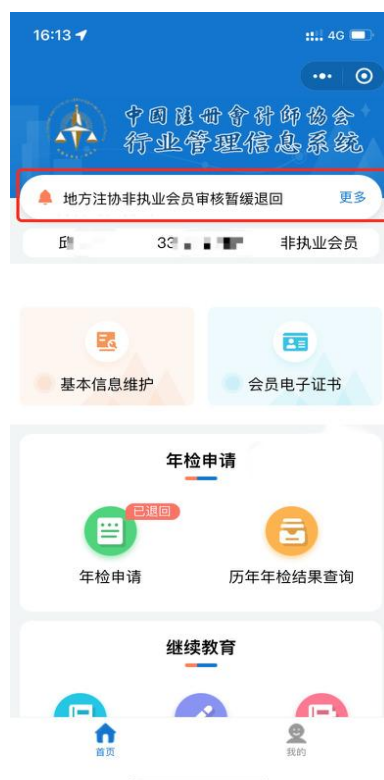 16:13
4G
中国注册會计師协会
行业管理信息系统
地方注协非执业会员审核暂缓退回 更多
邱 33 非执业会员
基本信息维护 会员电子证书
年检申请
已退回
年检申请 历年年检结果查询
继续教育
首页 我的